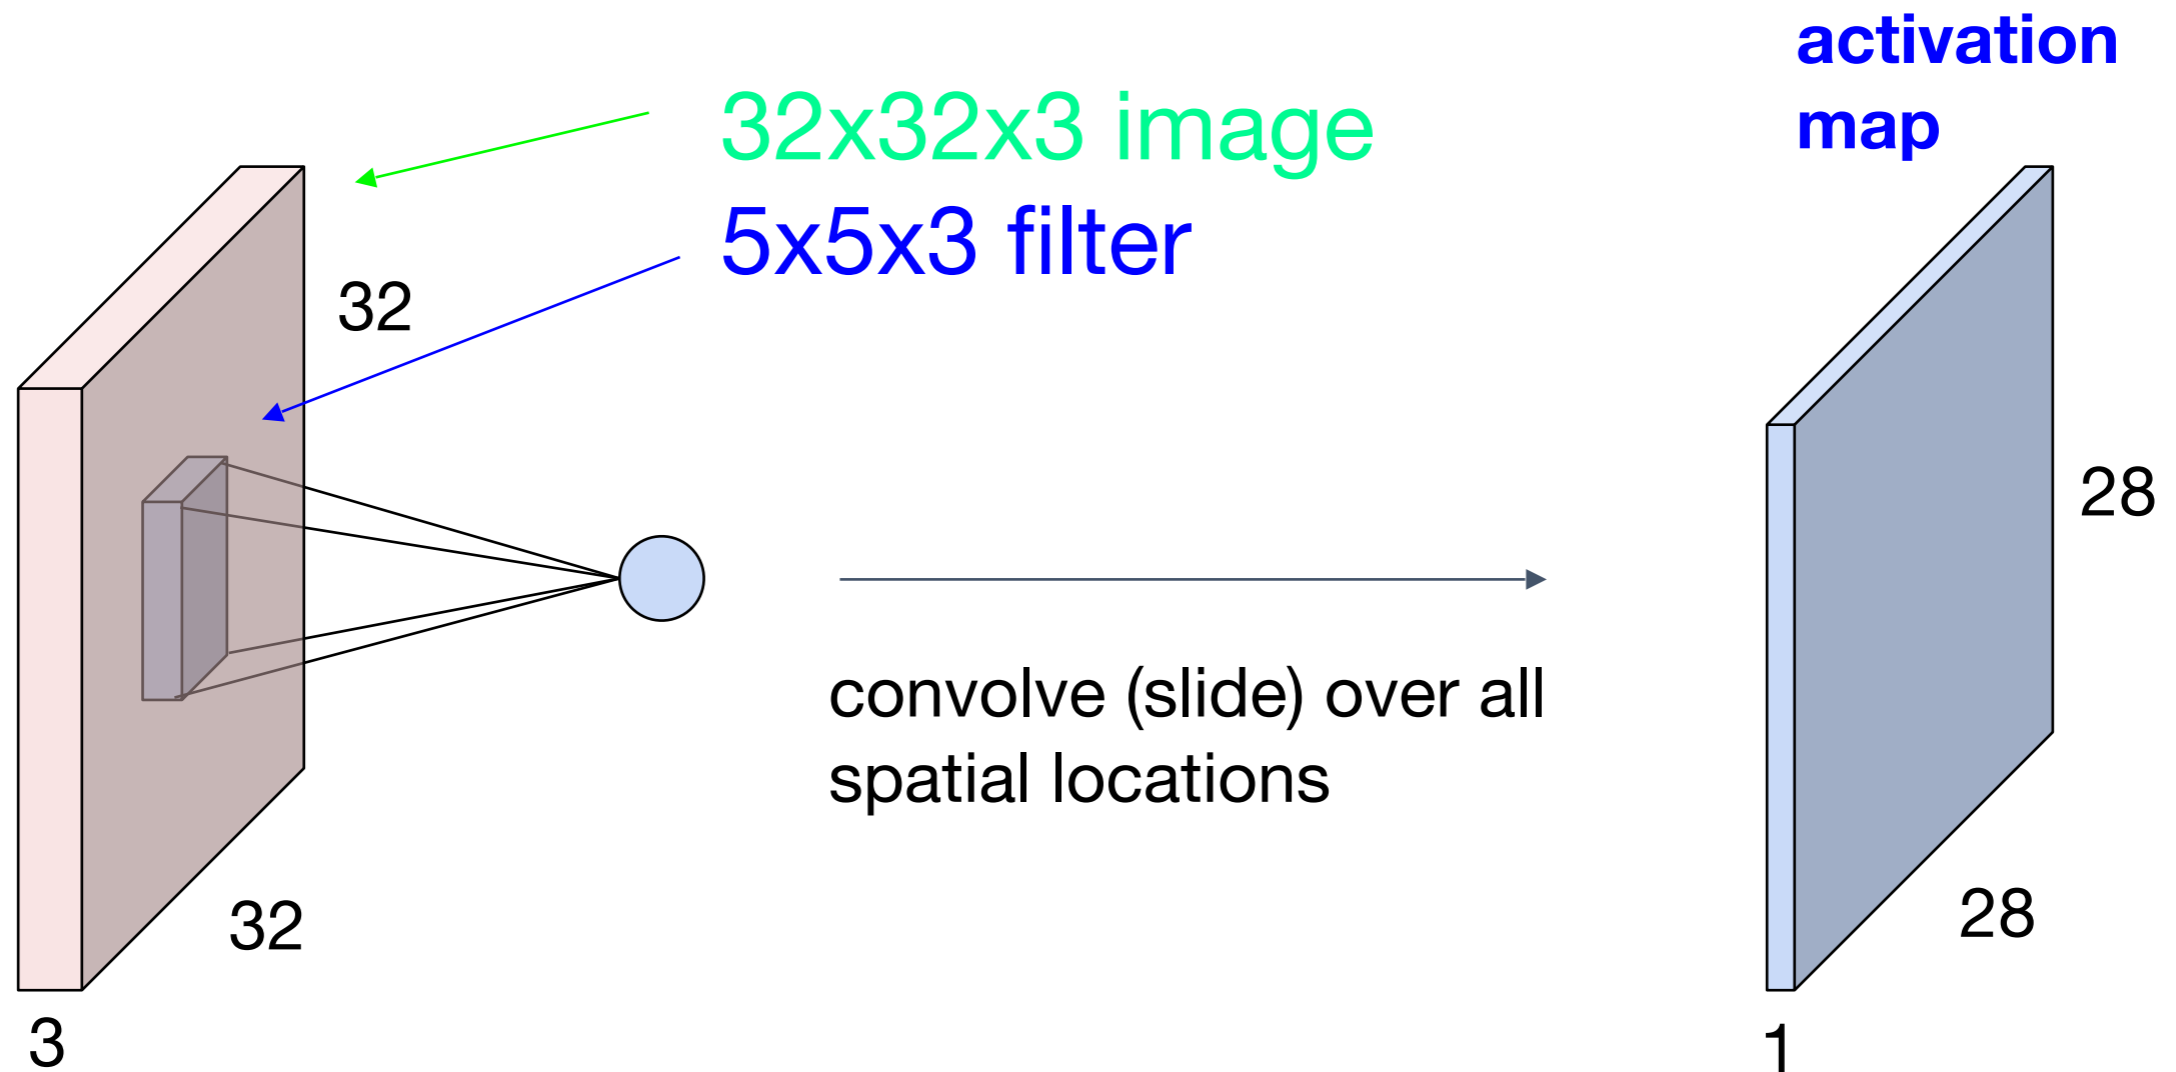 activation
map
32x32x3 image
5x5x3 filter
32
28
convolve (slide) over all
spatial locations
32
28
3
1